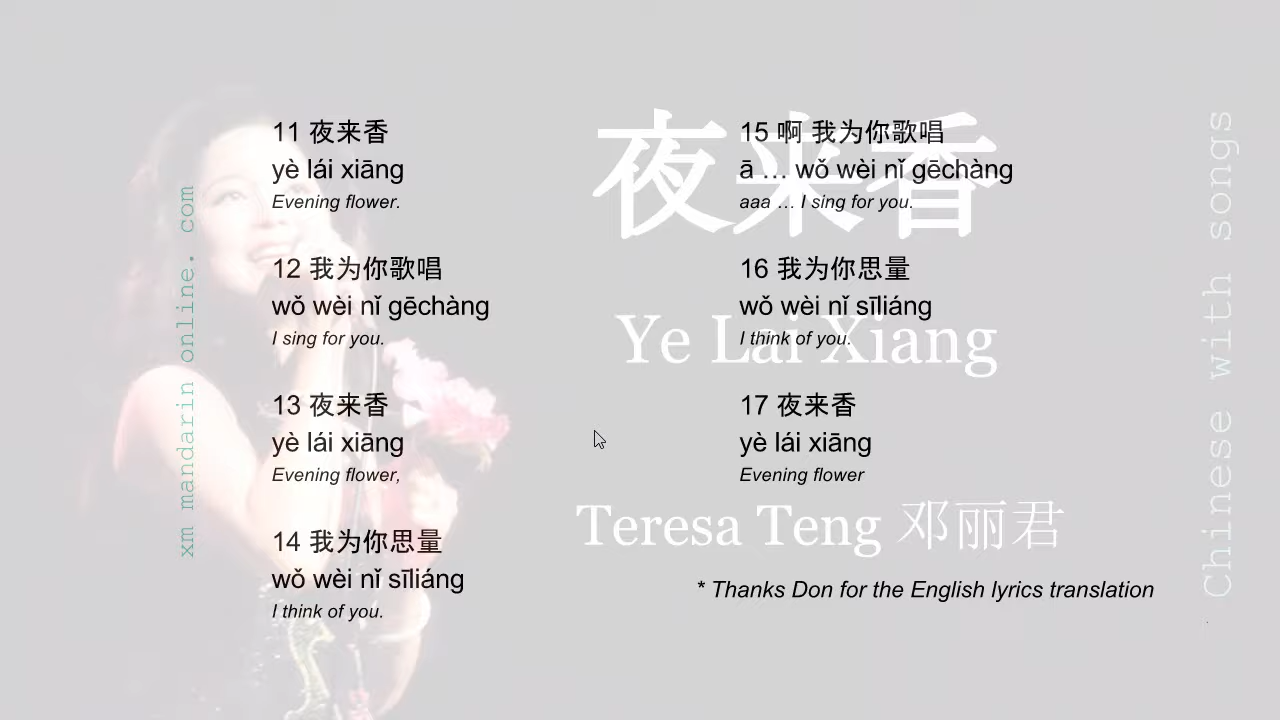 11 夜来香
yè lái xiāng
Evening flower.
12 我为你歌唱
wǒ wèi nǐ gēchàng
I sing for you.
13 夜来香
yè lái xiāng
Evening flower,
14 我为你思量
wǒ wèi nǐ sīliáng
I think of you.
15 啊 我为你歌唱
ā … wǒ wèi nǐ gēchàng
aaa … I sing for you.
16 我为你思量
wǒ wèi nǐ sīliáng
I think of you.
17 夜来香
yè lái xiāng
Evening flower
* Thanks Don for the English lyrics translation
夜来香
Ye Lai Xiang
Teresa Teng 邓丽君
xm mandarin online. com
Chinese with songs